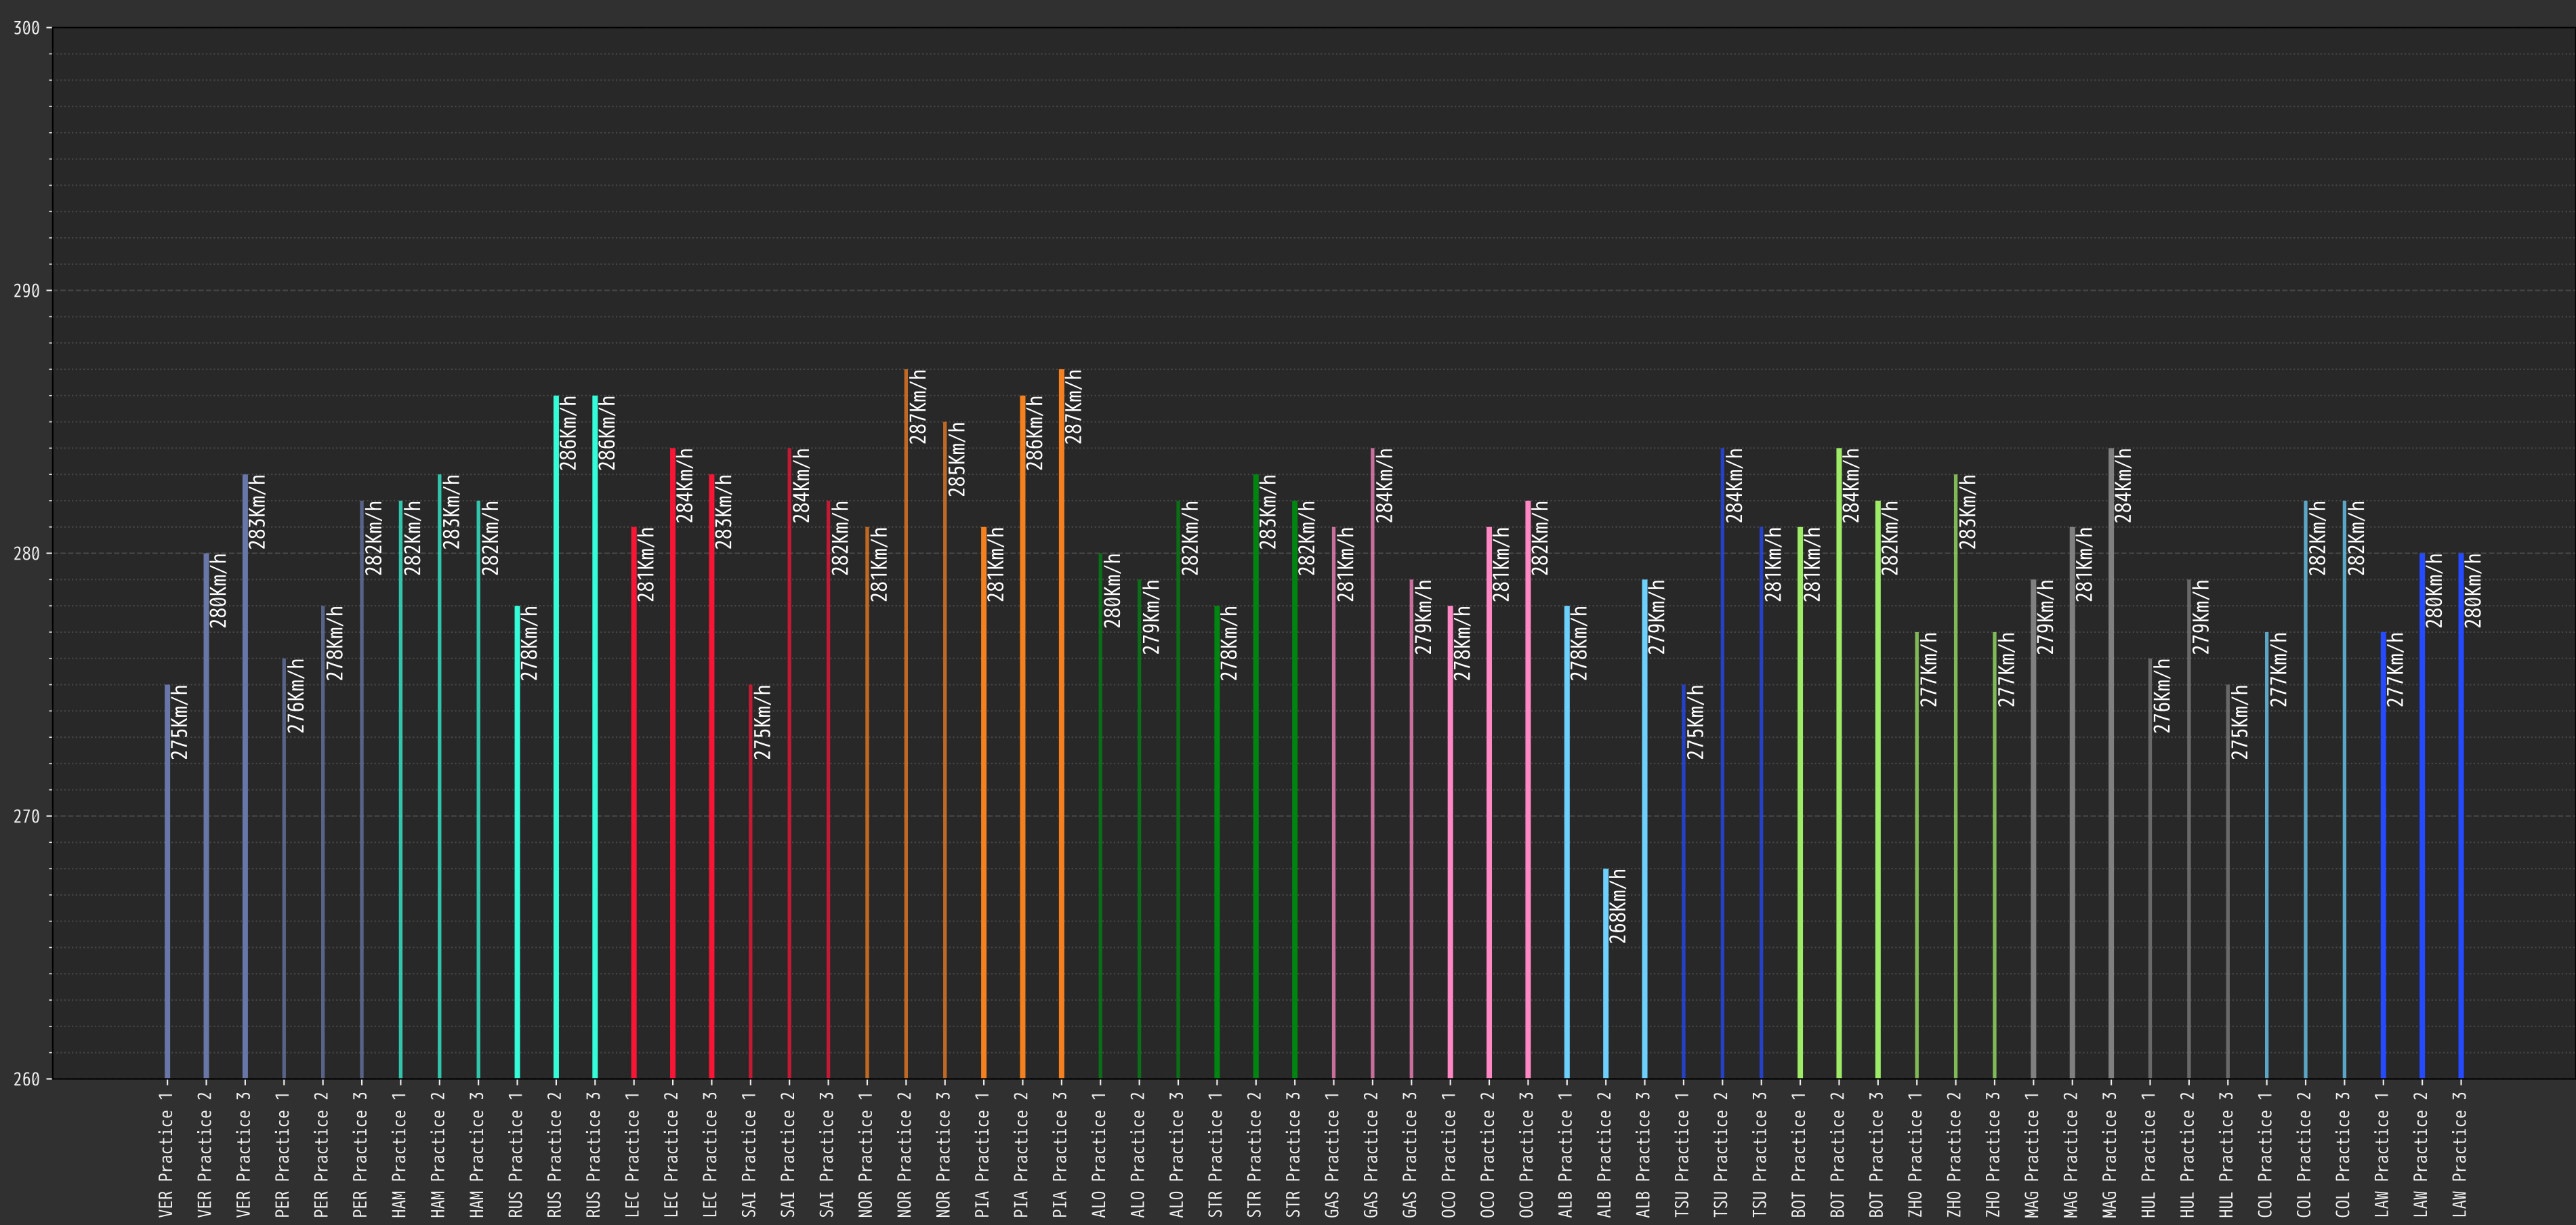 300
290
280
270
260
275Km/h
280Km/h
283Km/h
276Km/h
278Km/h
282Km/h
282Km/h
283Km/h
282Km/h
278Km/h
286Km/h
286Km/h
281Km/h
284Km/h
283Km/h
275Km/h
284Km/h
282Km/h
281Km/h
287Km/h
285Km/h
281Km/h
286Km/h
287Km/h
280Km/h
279Km/h
282Km/h
278Km/h
283Km/h
282Km/h
281Km/h
284Km/h
279Km/h
278Km/h
281Km/h
282Km/h
278Km/h
268Km/h
279Km/h
275Km/h
284Km/h
281Km/h
281Km/h
284Km/h
282Km/h
277Km/h
283Km/h
277Km/h
279Km/h
281Km/h
284Km/h
276Km/h
279Km/h
275Km/h
277Km/h
282Km/h
282Km/h
277Km/h
280Km/h
280Km/h
VER Practice 1
VER Practice 2
VER Practice 3
PER Practice 1
PER Practice 2
PER Practice 3
HAM Practice 1
HAM Practice 2
HAM Practice 3
RUS Practice 1
RUS Practice 2
RUS Practice 3
LEC Practice 1
LEC Practice 2
LEC Practice 3
SAI Practice 1
SAI Practice 2
SAI Practice 3
NOR Practice 1
NOR Practice 2
NOR Practice 3
PIA Practice 1
PIA Practice 2
PIA Practice 3
ALO Practice 1
ALO Practice 2
ALO Practice 3
STR Practice 1
STR Practice 2
STR Practice 3
GAS Practice 1
GAS Practice 2
GAS Practice 3
OCO Practice 1
OCO Practice 2
OCO Practice 3
ALB Practice 1
ALB Practice 2
ALB Practice 3
TSU Practice 1
TSU Practice 2
TSU Practice 3
BOT Practice 1
BOT Practice 2
BOT Practice 3
ZHO Practice 1
ZHO Practice 2
ZHO Practice 3
MAG Practice 1
MAG Practice 2
MAG Practice 3
HUL Practice 1
HUL Practice 2
HUL Practice 3
COL Practice 1
COL Practice 2
COL Practice 3
LAW Practice 1
LAW Practice 2
LAW Practice 3